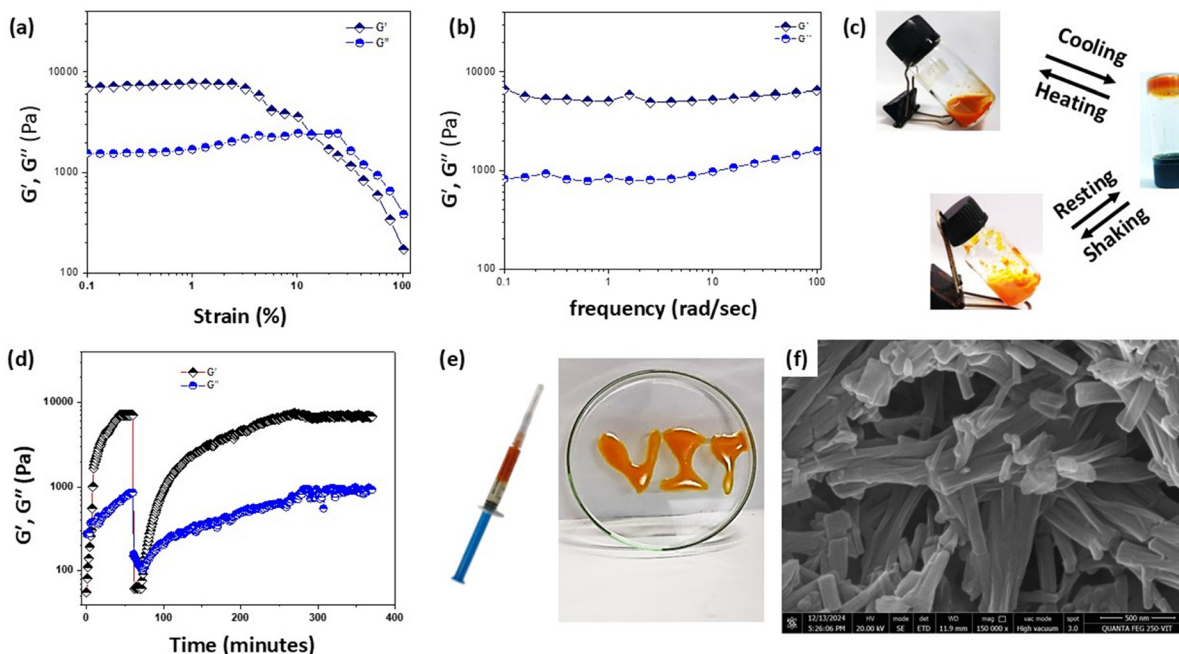 (a)
G'
G"
G', G" (Pa)
10000
1000
100
0.1
1
10
100
Strain (%)
(b)
G`
G``
G', G" (Pa)
10000
1000
100
0.1
1
10
100
frequency (rad/sec)
(c)
Cooling
Heating
Resting
Shaking
(d)
G'
G"
G', G" (Pa)
10000
1000
100
0
100
200
300
400
Time (minutes)
(e)
VIT
(f)
12/13/2024
5:26:06 PM
HV
20.00 kV
mode
SE
det
ETD
WD
11.9 mm
mag
150 000 x
vac mode
High vacuum
spot
3.0
500 nm
QUANTA FEG 250-VIT